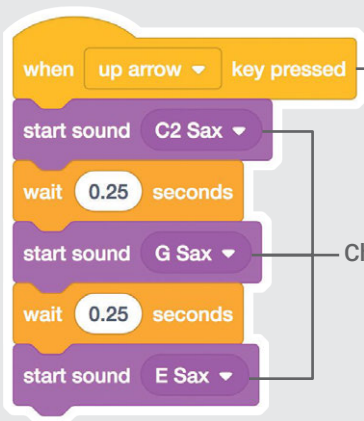 when up arrow key pressed
start sound C2 Sax
wait 0.25 seconds
start sound G Sax
Cl
wait 0.25 seconds
start sound E Sax